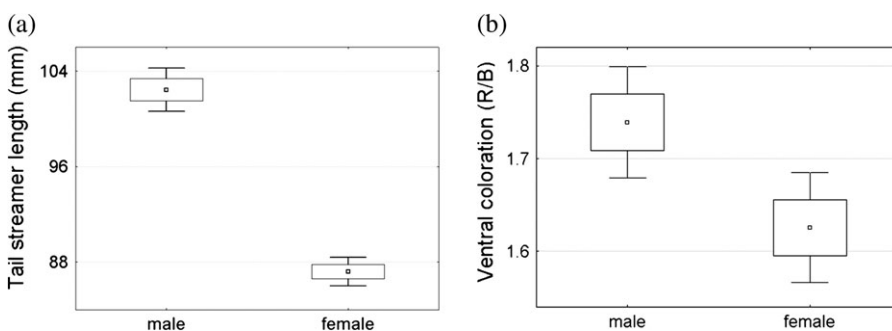 (a)
Tail streamer length (mm)
104
96
88
male female
(b)
Ventral coloration (R/B)
1.8
1.7
1.6
male female